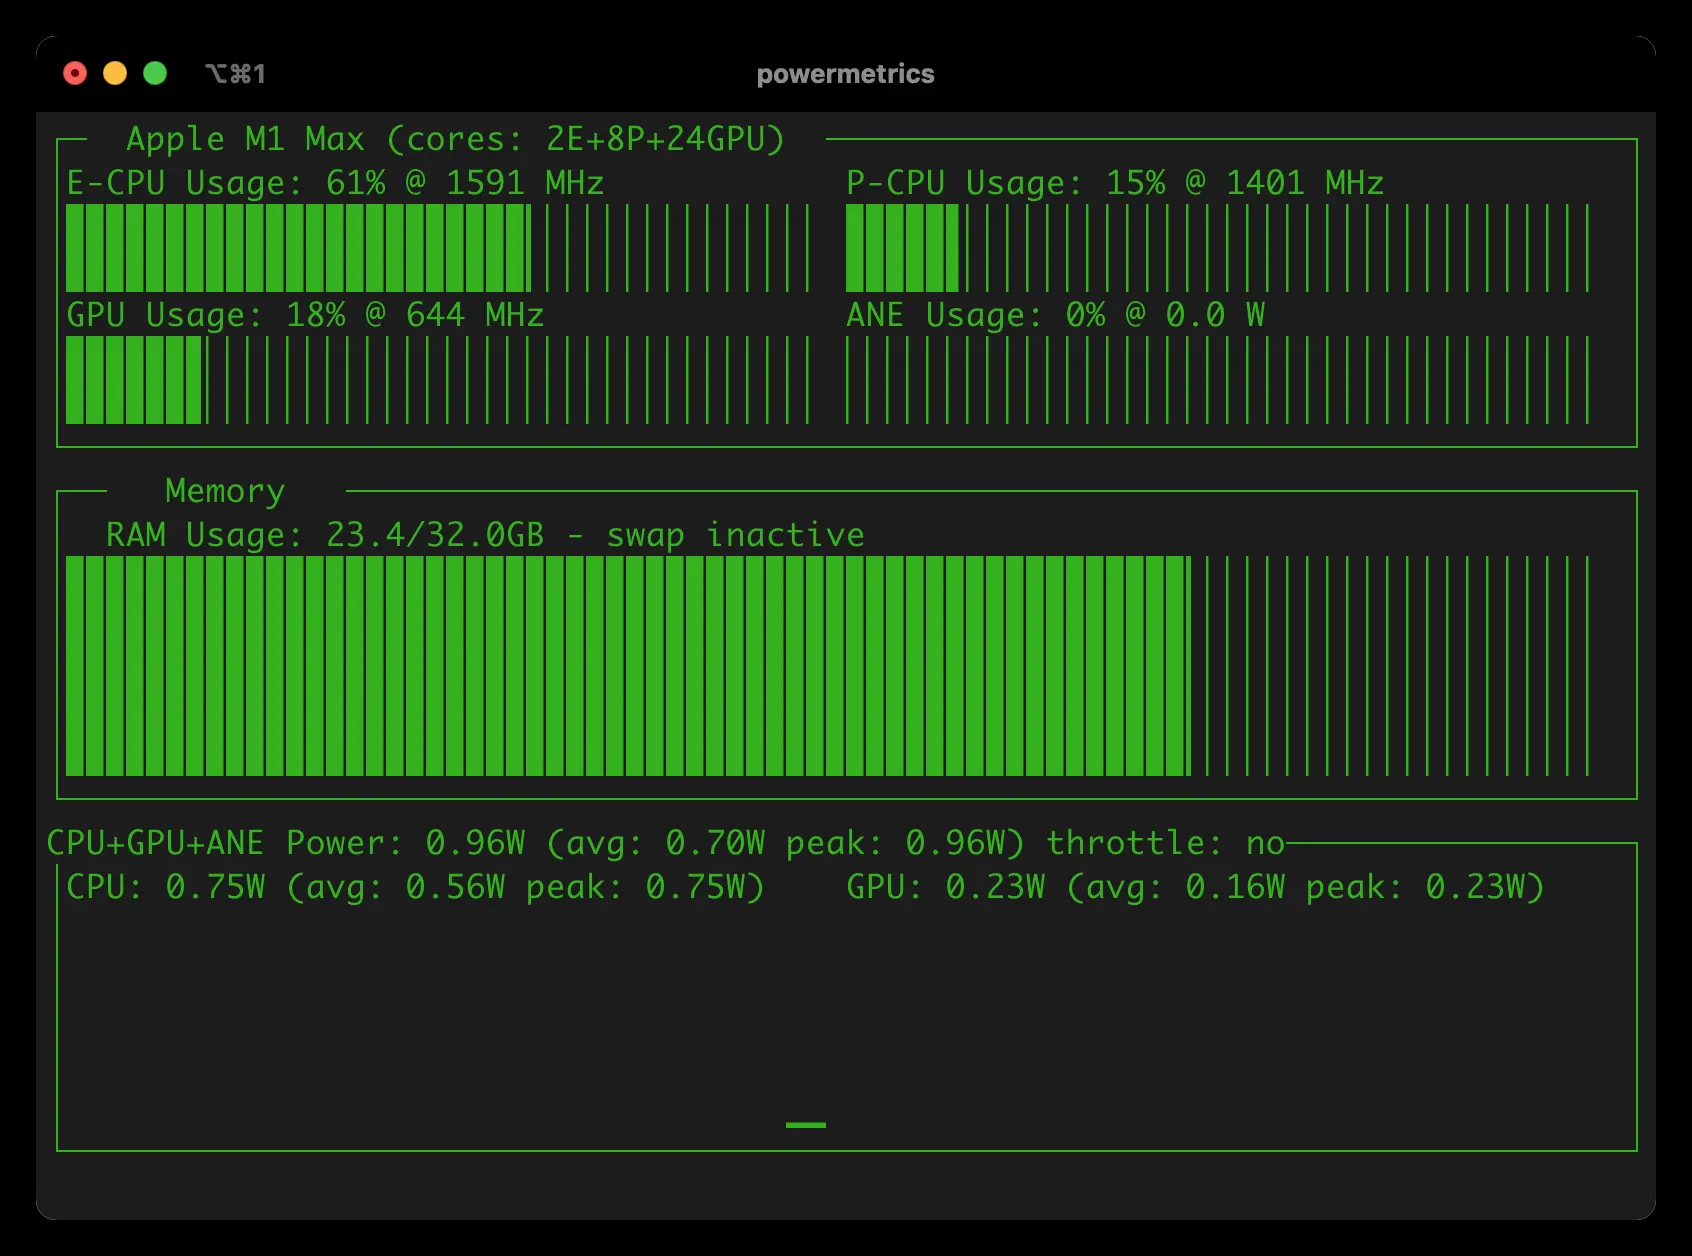 ⌥⌘1 powermetrics
Apple M1 Max (cores: 2E+8P+24GPU)
E-CPU Usage: 61% @ 1591 MHz P-CPU Usage: 15% @ 1401 MHz
GPU Usage: 18% @ 644 MHz ANE Usage: 0% @ 0.0 W
Memory
RAM Usage: 23.4/32.0GB - swap inactive
CPU+GPU+ANE Power: 0.96W (avg: 0.70W peak: 0.96W) throttle: no
CPU: 0.75W (avg: 0.56W peak: 0.75W) GPU: 0.23W (avg: 0.16W peak: 0.23W)